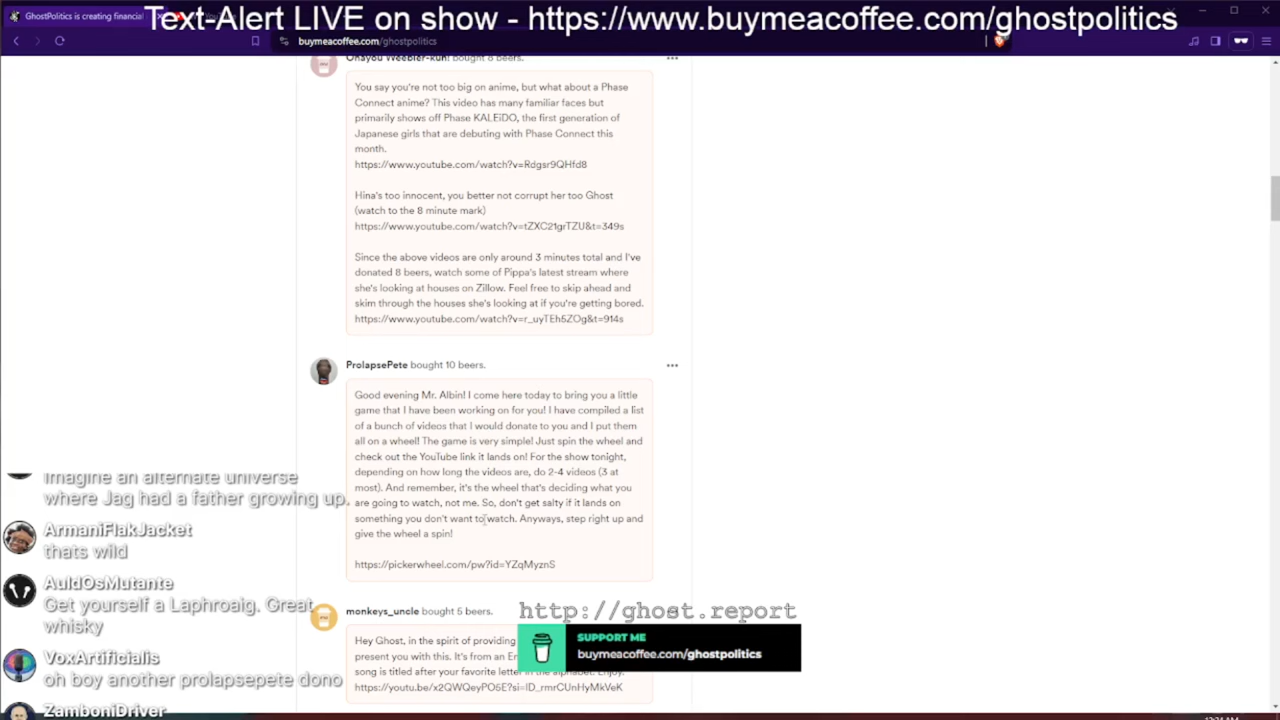 Text-Alert LIVE on show - https://www.buymeacoffee.com/ghostpolitics
GhostPolitics is creating financial
buymeacoffee.com/ghostpolitics
Ohayou Weebler-kun! bought 8 beers.
You say you're not too big on anime, but what about a Phase
Connect anime? This video has many familiar faces but
primarily shows off Phase KALEiDO, the first generation of
Japanese girls that are debuting with Phase Connect this
month.
https://www.youtube.com/watch?v=Rdgsr9QHfd8
Hina's too innocent, you better not corrupt her too Ghost
(watch to the 8 minute mark)
https://www.youtube.com/watch?v=tZXC21grTZU&t=349s
Since the above videos are only around 3 minutes total and I've
donated 8 beers, watch some of Pippa's latest stream where
she's looking at houses on Zillow. Feel free to skip ahead and
skim through the houses she's looking at if you're getting bored.
https://www.youtube.com/watch?v=r_uyTEh5ZOg&t=914s
ProlapsePete bought 10 beers.
Good evening Mr. Albin! I come here today to bring you a little
game that I have been working on for you! I have compiled a list
of a bunch of videos that I would donate to you and I put them
all on a wheel! The game is very simple! Just spin the wheel and
check out the YouTube link it lands on! For the show tonight,
depending on how long the videos are, do 2-4 videos (3 at
most). And remember, it's the wheel that's deciding what you
are going to watch, not me. So, don't get salty if it lands on
something you don't want to watch. Anyways, step right up and
give the wheel a spin!
https://pickerwheel.com/pw?id=YZqMyznS
monkeys_uncle bought 5 beers.
Hey Ghost, in the spirit of providing
present you with this. It's from an En
song is titled after your favorite letter in the alphabet. Enjoy.
https://youtu.be/x2QWQeyPO5E?si=ID_rmrCUnHyMkVeK
http://ghost.report
SUPPORT ME
buymeacoffee.com/ghostpolitics
Imagine an alternate universe
where Jag had a father growing up.
ArmaniFlakJacket
thats wild
AuldOsMutante
Get yourself a Laphroaig. Great
whisky
VoxArtificialis
oh boy another prolapsepete dono
ZamboniDriver